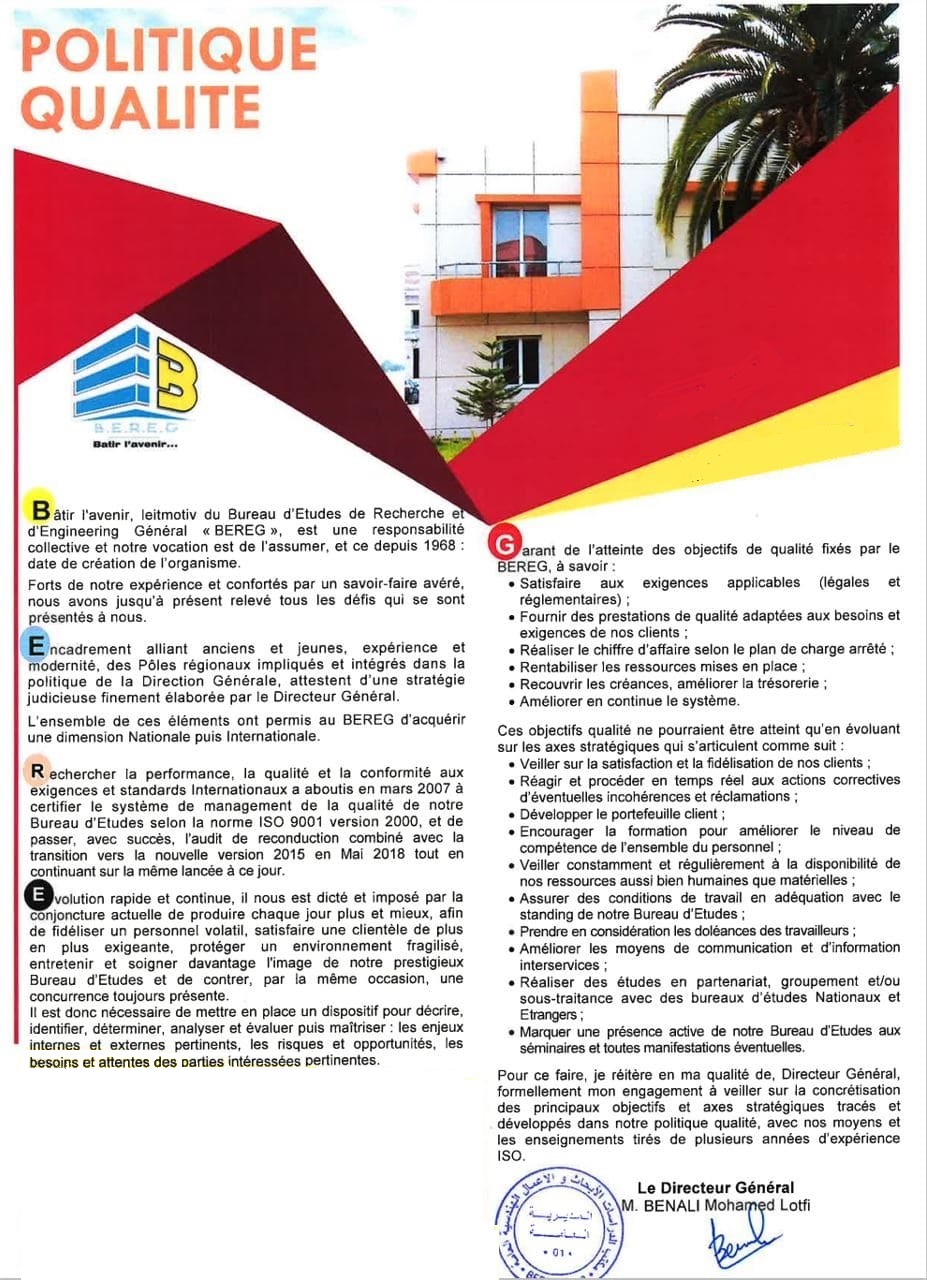 POLITIQUE
QUALITE
B
B.E.R.E.G
Batir l'avenir...
Bâtir l'avenir, leitmotiv du Bureau d'Etudes de Recherche et
d'Engineering Général « BEREG », est une responsabilité
collective et notre vocation est de l'assumer, et ce depuis 1968 :
date de création de l'organisme.
Forts de notre expérience et confortés par un savoir-faire avéré,
nous avons jusqu'à présent relevé tous les défis qui se sont
présentés à nous.
Encadrement alliant anciens et jeunes, expérience et
modernité, des Pôles régionaux impliqués et intégrés dans la
politique de la Direction Générale, attestent d'une stratégie
judicieuse finement élaborée par le Directeur Général.
L'ensemble de ces éléments ont permis au BEREG d'acquérir
une dimension Nationale puis Internationale.
Rechercher la performance, la qualité et la conformité aux
exigences et standards Internationaux a aboutis en mars 2007 à
certifier le système de management de la qualité de notre
Bureau d'Etudes selon la norme ISO 9001 version 2000, et de
passer, avec succès, l'audit de reconduction combiné avec la
transition vers la nouvelle version 2015 en Mai 2018 tout en
continuant sur la même lancée à ce jour.
Evolution rapide et continue, il nous est dicté et imposé par la
conjoncture actuelle de produire chaque jour plus et mieux, afin
de fidéliser un personnel volatil, satisfaire une clientèle de plus
en plus exigeante, protéger un environnement fragilisé,
entretenir et soigner davantage l'image de notre prestigieux
Bureau d'Etudes et de contrer, par la même occasion, une
concurrence toujours présente.
Il est donc nécessaire de mettre en place un dispositif pour décrire,
identifier, déterminer, analyser et évaluer puis maîtriser : les enjeux
internes et externes pertinents, les risques et opportunités, les
besoins et attentes des parties intéressées pertinentes.
Garant de l'atteinte des objectifs de qualité fixés par le
BEREG, à savoir :
• Satisfaire aux exigences applicables (légales et
réglementaires) ;
• Fournir des prestations de qualité adaptées aux besoins et
exigences de nos clients ;
• Réaliser le chiffre d'affaire selon le plan de charge arrêté ;
• Rentabiliser les ressources mises en place ;
• Recouvrir les créances, améliorer la trésorerie ;
• Améliorer en continue le système.
Ces objectifs qualité ne pourraient être atteint qu'en évoluant
sur les axes stratégiques qui s'articulent comme suit :
• Veiller sur la satisfaction et la fidélisation de nos clients ;
• Réagir et procéder en temps réel aux actions correctives
d'éventuelles incohérences et réclamations ;
• Développer le portefeuille client ;
• Encourager la formation pour améliorer le niveau de
compétence de l'ensemble du personnel ;
• Veiller constamment et régulièrement à la disponibilité de
nos ressources aussi bien humaines que matérielles ;
• Assurer des conditions de travail en adéquation avec le
standing de notre Bureau d'Etudes ;
• Prendre en considération les doléances des travailleurs ;
• Améliorer les moyens de communication et d'information
interservices ;
• Réaliser des études en partenariat, groupement et/ou
sous-traitance avec des bureaux d'études Nationaux et
Etrangers ;
• Marquer une présence active de notre Bureau d'Etudes aux
séminaires et toutes manifestations éventuelles.
Pour ce faire, je réitère en ma qualité de, Directeur Général,
formellement mon engagement à veiller sur la concrétisation
des principaux objectifs et axes stratégiques tracés et
développés dans notre politique qualité, avec nos moyens et
les enseignements tirés de plusieurs années d'expérience
ISO.
Le Directeur Général
M. BENALI Mohamed Lotfi
مكتب الدراسات الأبحاث و الاعمال الهندسية العامة
المديرية
العامة
• 01 •